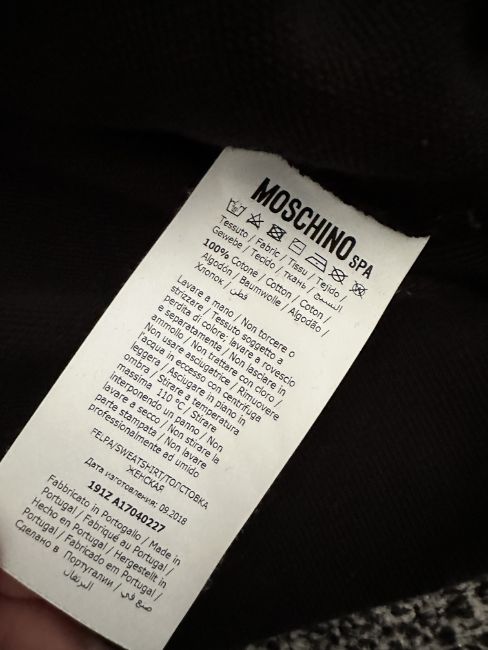 MOSCHINO SPA
Tessuto / Fabric / Tissu / Tejido /
Gewebe / Tecido / ткань / النسيج
100% Cotone / Cotton / Coton /
Algodón / Baumwolle / Algodão /
Хлопок / قطن
Lavare a mano / Non torcere o
strizzare / Tessuto soggetto a
perdita di colore; lavare a rovescio
e separatamente / Non lasciare in
ammollo / Non trattare con cloro /
Non usare asciugatrice / Rimuovere
l'acqua in eccesso con centrifuga
leggera / Asciugare in piano in
ombra / Stirare a temperatura
massima 110 °C / Stirare
interponendo un panno / Non
lavare a secco / Non stirare la
parte stampata / Non lavare
professionalmente ad umido
FELPA/SWEATSHIRT/ТОЛСТОВКА
ЖЕНСКАЯ
Дата изготовления: 09.2018
191Z A17040227
Fabbricato in Portogallo / Made in
Portugal / Fabriqué au Portugal /
Hecho en Portugal / Hergestellt in
Portugal / Fabricado em Portugal /
Сделано в Португалии / صنع في
البرتغال